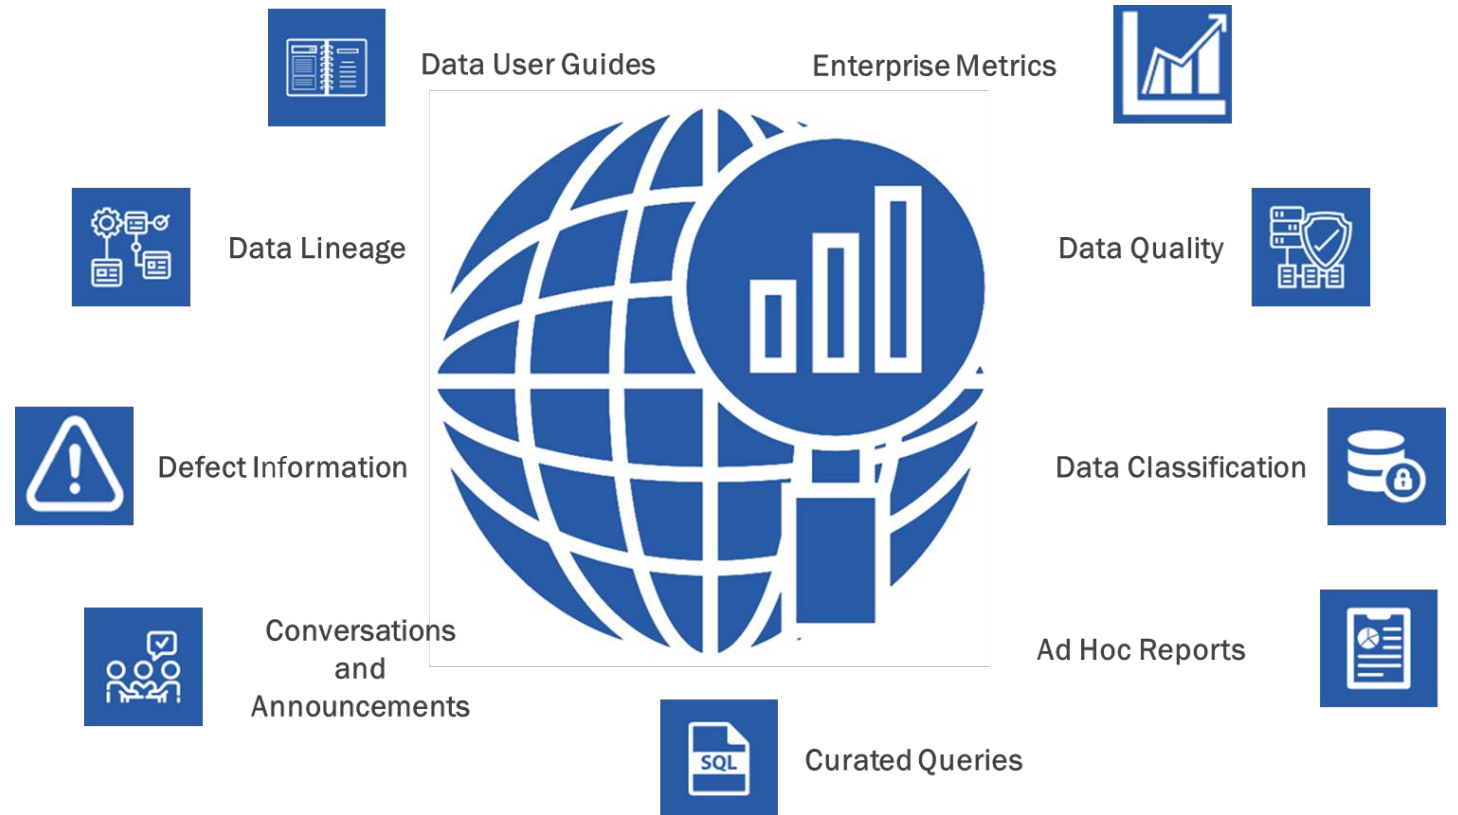 Data User Guides
Enterprise Metrics
Data Lineage
Data Quality
Defect Information
Data Classification
Conversations
and
Announcements
Ad Hoc Reports
SQL
Curated Queries